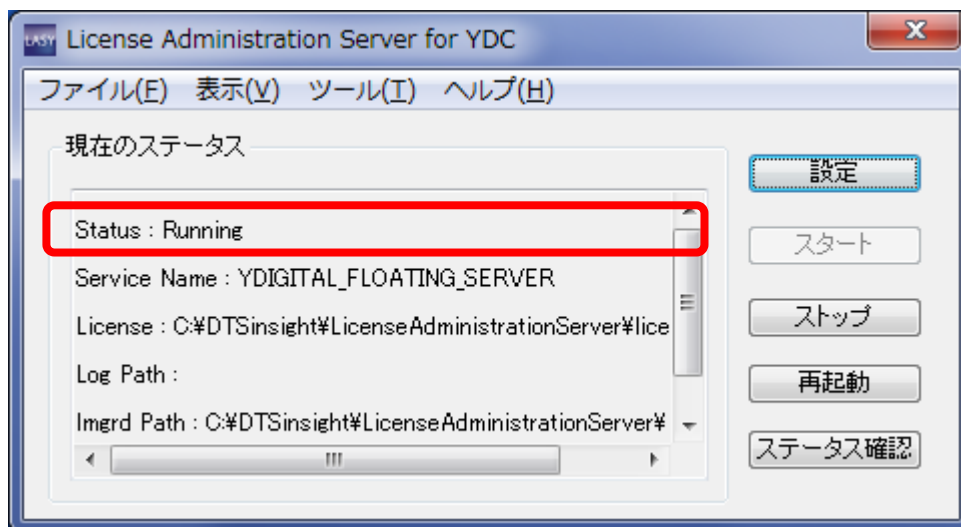 LASY License Administration Server for YDC
ファイル(F) 表示(V) ツール(T) ヘルプ(H)
現在のステータス
Status : Running
Service Name : YDIGITAL_FLOATING_SERVER
License : C:¥DTSinsight¥LicenseAdministrationServer¥lice
Log Path :
lmgrd Path : C:¥DTSinsight¥LicenseAdministrationServer¥
設定
スタート
ストップ
再起動
ステータス確認